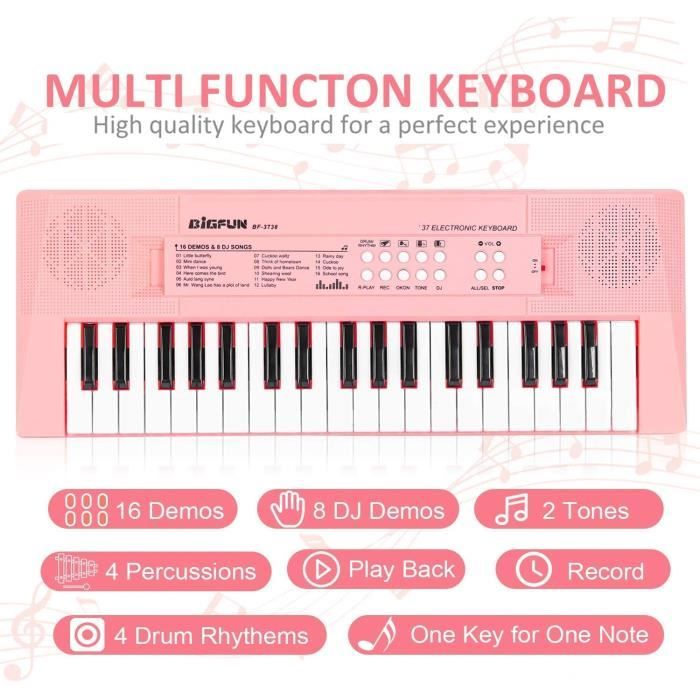 MULTI FUNCTON KEYBOARD
High quality keyboard for a perfect experience
BIGFUN BF-3738
37 ELECTRONIC KEYBOARD
16 DEMOS & 8 DJ SONGS
01 Little butterfly
02 Mini dance
03 When I was young
04 Here comes the bird
05 Auld lang syne
06 Mr. Wang Lao has a plot of land
07 Cuckoo waltz
08 Think of hometown
09 Dolls and Bears Dance
10 Shearing wool
11 Happy New Year
12 Lullaby
13 Rainy day
14 Cuckoo
15 Ode to joy
16 School song
DRUM/
RHYTHM
VOL
R-PLAY REC OKON TONE DJ
ALL/SEL STOP
16 Demos
8 DJ Demos
2 Tones
4 Percussions
Play Back
Record
4 Drum Rhythems
One Key for One Note